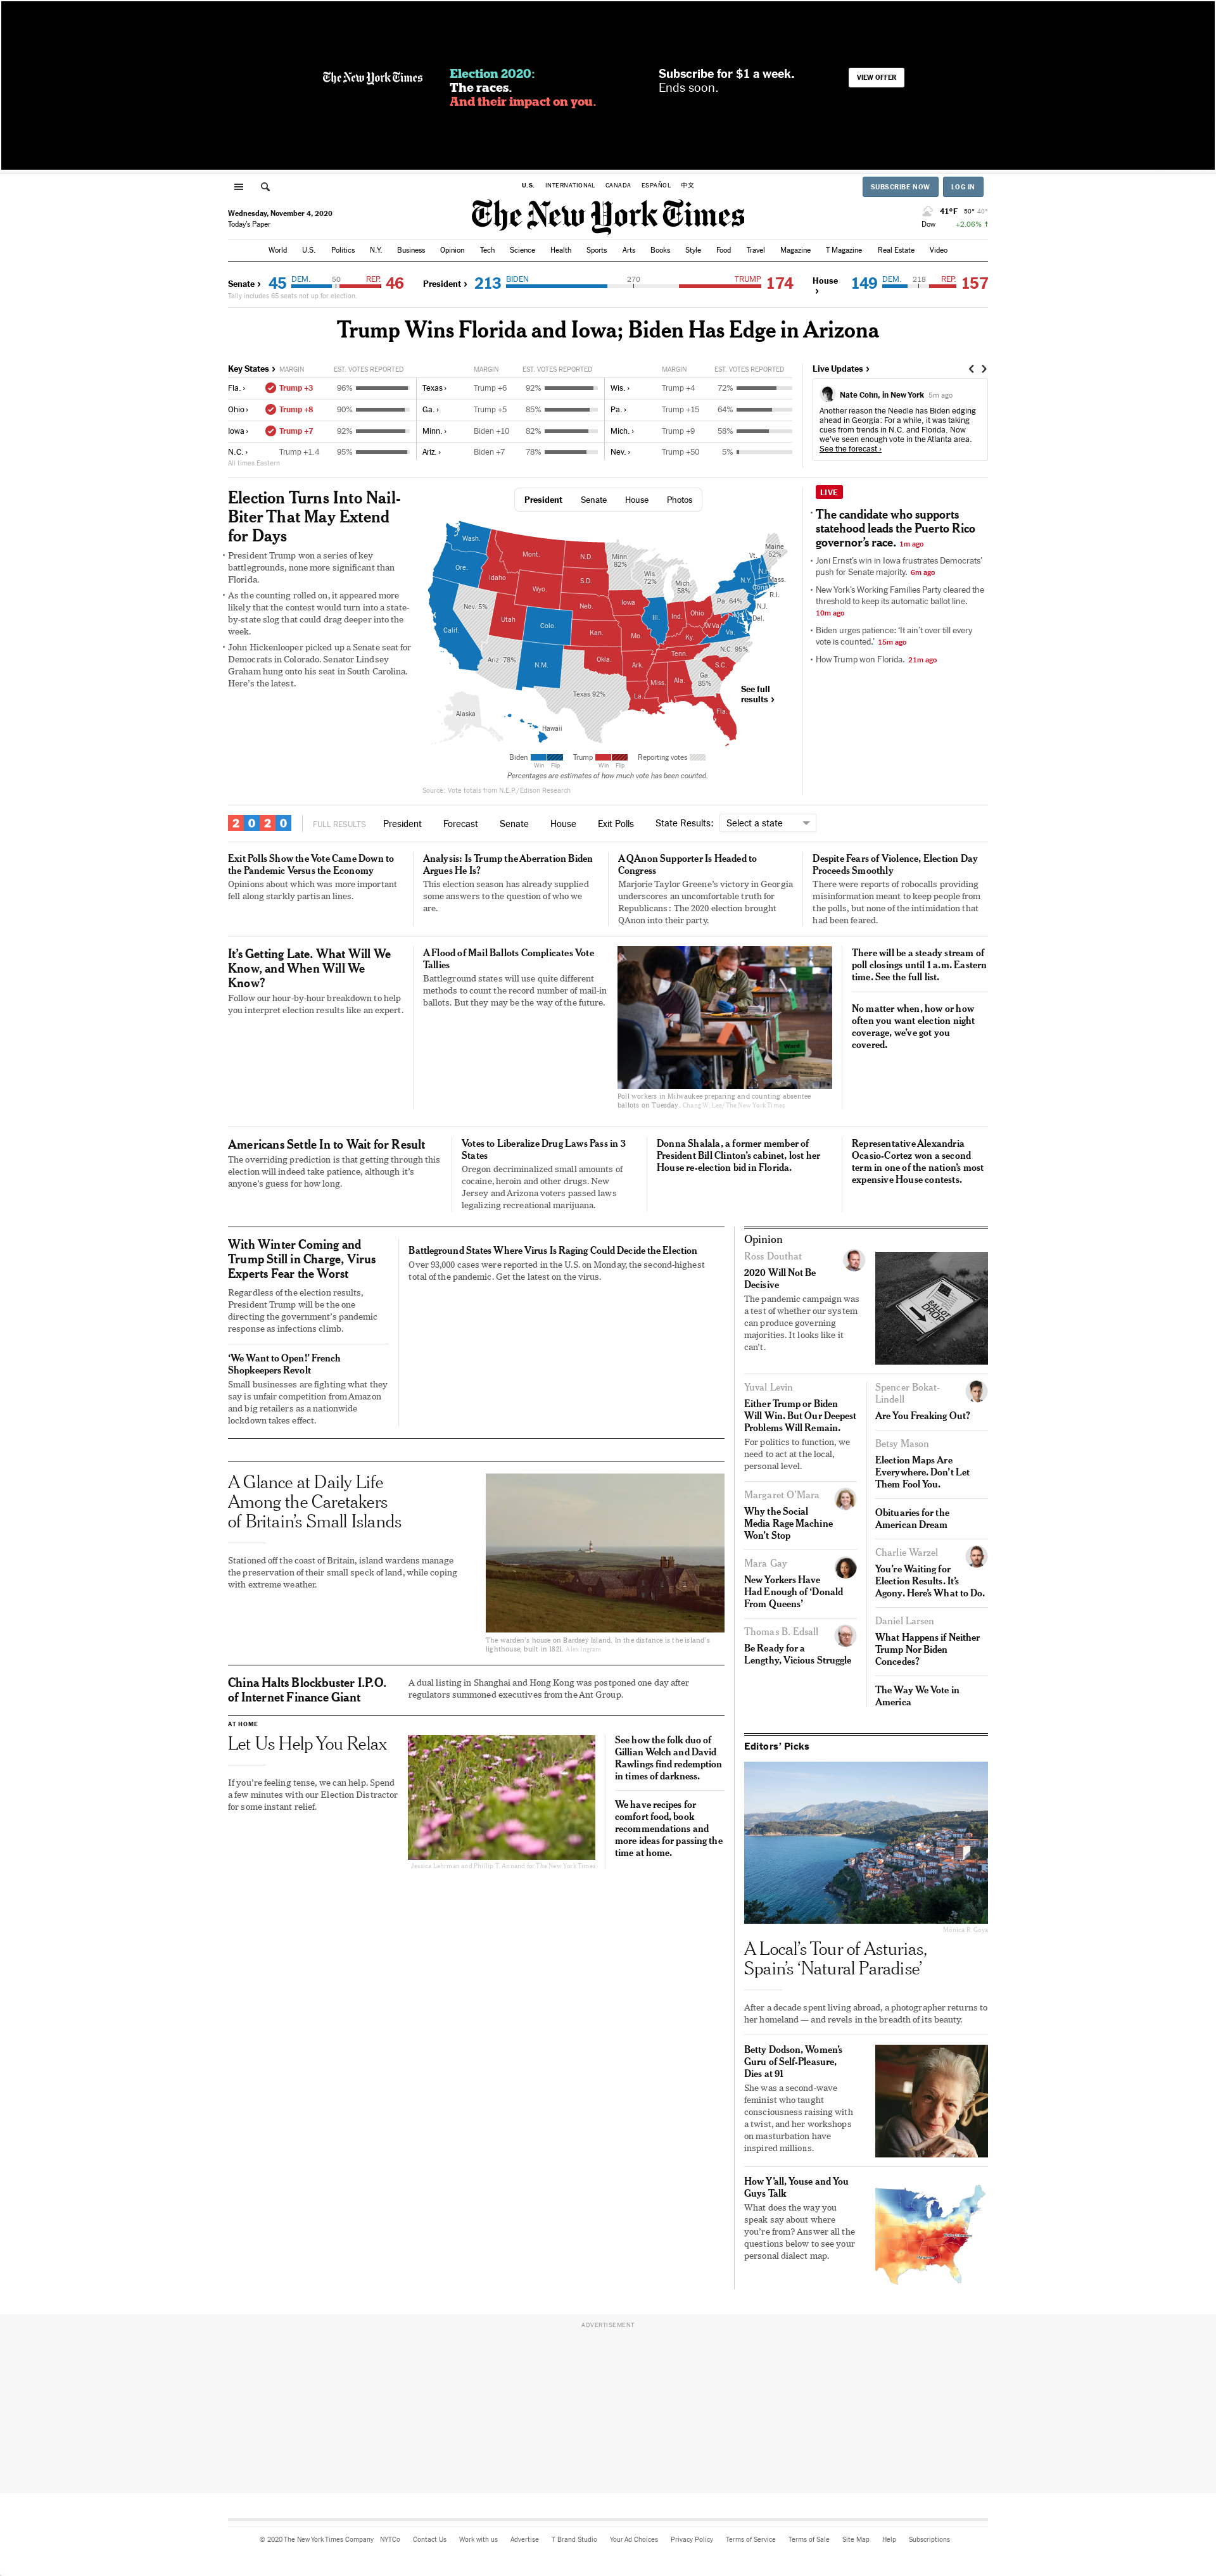 The New York Times
Election 2020:
The races.
And their impact on you.
Subscribe for $1 a week.
Ends soon.
VIEW OFFER
U.S. INTERNATIONAL CANADA ESPAÑOL 中文
SUBSCRIBE NOW LOG IN
Wednesday, November 4, 2020
Today's Paper
The New York Times
41°F 50° 40°
Dow +2.06% ↑
World U.S. Politics N.Y. Business Opinion Tech Science Health Sports Arts Books Style Food Travel Magazine T Magazine Real Estate Video
Senate › 45 DEM. 50 REP. 46
Tally includes 65 seats not up for election.
President › 213 BIDEN 270 TRUMP 174
House › 149 DEM. 218 REP. 157
Trump Wins Florida and Iowa; Biden Has Edge in Arizona
Key States › MARGIN EST. VOTES REPORTED MARGIN EST. VOTES REPORTED MARGIN EST. VOTES REPORTED
Fla. › Trump +3 96% Texas › Trump +6 92% Wis. › Trump +4 72%
Ohio › Trump +8 90% Ga. › Trump +5 85% Pa. › Trump +15 64%
Iowa › Trump +7 92% Minn. › Biden +10 82% Mich. › Trump +9 58%
N.C. › Trump +1.4 95% Ariz. › Biden +7 78% Nev. › Trump +50 5%
All times Eastern
Live Updates ›
Nate Cohn, in New York 5m ago
Another reason the Needle has Biden edging
ahead in Georgia: For a while, it was taking
cues from trends in N.C. and Florida. Now
we've seen enough vote in the Atlanta area.
See the forecast ›
Election Turns Into Nail-
Biter That May Extend
for Days
• President Trump won a series of key
battlegrounds, none more significant than
Florida.
• As the counting rolled on, it appeared more
likely that the contest would turn into a state-
by-state slog that could drag deeper into the
week.
• John Hickenlooper picked up a Senate seat for
Democrats in Colorado. Senator Lindsey
Graham hung onto his seat in South Carolina.
Here's the latest.
President Senate House Photos
Wash.
Ore.
Idaho
Mont.
N.D.
Minn.
82%
Wis.
72%
Mich.
58%
Maine
52%
Vt.
N.H.
Mass.
Conn.
R.I.
N.Y.
N.J.
Del.
Pa. 64%
S.D.
Wyo.
Neb.
Iowa
Ill.
Ind.
Ohio
W.Va.
Va.
Md.
Nev. 5%
Utah
Colo.
Kan.
Mo.
Ky.
N.C. 95%
Calif.
Ariz. 78%
N.M.
Okla.
Ark.
Tenn.
S.C.
Texas 92%
La.
Miss.
Ala.
Ga.
85%
Fla.
Alaska
Hawaii
See full
results ›
Biden Win Flip Trump Win Flip Reporting votes
Percentages are estimates of how much vote has been counted.
Source: Vote totals from N.E.P./Edison Research
LIVE
• The candidate who supports
statehood leads the Puerto Rico
governor's race. 1m ago
• Joni Ernst's win in Iowa frustrates Democrats'
push for Senate majority. 6m ago
• New York's Working Families Party cleared the
threshold to keep its automatic ballot line.
10m ago
• Biden urges patience: 'It ain't over till every
vote is counted.' 15m ago
• How Trump won Florida. 21m ago
2020 FULL RESULTS President Forecast Senate House Exit Polls State Results: Select a state
Exit Polls Show the Vote Came Down to
the Pandemic Versus the Economy
Opinions about which was more important
fell along starkly partisan lines.
Analysis: Is Trump the Aberration Biden
Argues He Is?
This election season has already supplied
some answers to the question of who we
are.
A QAnon Supporter Is Headed to
Congress
Marjorie Taylor Greene's victory in Georgia
underscores an uncomfortable truth for
Republicans: The 2020 election brought
QAnon into their party.
Despite Fears of Violence, Election Day
Proceeds Smoothly
There were reports of robocalls providing
misinformation meant to keep people from
the polls, but none of the intimidation that
had been feared.
It's Getting Late. What Will We
Know, and When Will We
Know?
Follow our hour-by-hour breakdown to help
you interpret election results like an expert.
A Flood of Mail Ballots Complicates Vote
Tallies
Battleground states will use quite different
methods to count the record number of mail-in
ballots. But they may be the way of the future.
Ward
Poll workers in Milwaukee preparing and counting absentee
ballots on Tuesday. Chang W. Lee/The New York Times
There will be a steady stream of
poll closings until 1 a.m. Eastern
time. See the full list.
No matter when, how or how
often you want election night
coverage, we've got you
covered.
Americans Settle In to Wait for Result
The overriding prediction is that getting through this
election will indeed take patience, although it's
anyone's guess for how long.
Votes to Liberalize Drug Laws Pass in 3
States
Oregon decriminalized small amounts of
cocaine, heroin and other drugs. New
Jersey and Arizona voters passed laws
legalizing recreational marijuana.
Donna Shalala, a former member of
President Bill Clinton's cabinet, lost her
House re-election bid in Florida.
Representative Alexandria
Ocasio-Cortez won a second
term in one of the nation's most
expensive House contests.
With Winter Coming and
Trump Still in Charge, Virus
Experts Fear the Worst
Regardless of the election results,
President Trump will be the one
directing the government's pandemic
response as infections climb.
'We Want to Open!' French
Shopkeepers Revolt
Small businesses are fighting what they
say is unfair competition from Amazon
and big retailers as a nationwide
lockdown takes effect.
Battleground States Where Virus Is Raging Could Decide the Election
Over 93,000 cases were reported in the U.S. on Monday, the second-highest
total of the pandemic. Get the latest on the virus.
A Glance at Daily Life
Among the Caretakers
of Britain's Small Islands
Stationed off the coast of Britain, island wardens manage
the preservation of their small speck of land, while coping
with extreme weather.
The warden's house on Bardsey Island. In the distance is the island's
lighthouse, built in 1821. Alex Ingram
China Halts Blockbuster I.P.O.
of Internet Finance Giant
A dual listing in Shanghai and Hong Kong was postponed one day after
regulators summoned executives from the Ant Group.
AT HOME
Let Us Help You Relax
If you're feeling tense, we can help. Spend
a few minutes with our Election Distractor
for some instant relief.
Jessica Lehrman and Phillip T. Annand for The New York Times
See how the folk duo of
Gillian Welch and David
Rawlings find redemption
in times of darkness.
We have recipes for
comfort food, book
recommendations and
more ideas for passing the
time at home.
Opinion
Ross Douthat
2020 Will Not Be
Decisive
The pandemic campaign was
a test of whether our system
can produce governing
majorities. It looks like it
can't.
BALLOT
DROP
Yuval Levin
Either Trump or Biden
Will Win. But Our Deepest
Problems Will Remain.
For politics to function, we
need to act at the local,
personal level.
Margaret O'Mara
Why the Social
Media Rage Machine
Won't Stop
Mara Gay
New Yorkers Have
Had Enough of 'Donald
From Queens'
Thomas B. Edsall
Be Ready for a
Lengthy, Vicious Struggle
Spencer Bokat-
Lindell
Are You Freaking Out?
Betsy Mason
Election Maps Are
Everywhere. Don't Let
Them Fool You.
Obituaries for the
American Dream
Charlie Warzel
You're Waiting for
Election Results. It's
Agony. Here's What to Do.
Daniel Larsen
What Happens if Neither
Trump Nor Biden
Concedes?
The Way We Vote in
America
Editors' Picks
Monica R. Goya
A Local's Tour of Asturias,
Spain's 'Natural Paradise'
After a decade spent living abroad, a photographer returns to
her homeland — and revels in the breadth of its beauty.
Betty Dodson, Women's
Guru of Self-Pleasure,
Dies at 91
She was a second-wave
feminist who taught
consciousness raising with
a twist, and her workshops
on masturbation have
inspired millions.
How Y'all, Youse and You
Guys Talk
What does the way you
speak say about where
you're from? Answer all the
questions below to see your
personal dialect map.
ADVERTISEMENT
© 2020 The New York Times Company NYTCo Contact Us Work with us Advertise T Brand Studio Your Ad Choices Privacy Policy Terms of Service Terms of Sale Site Map Help Subscriptions